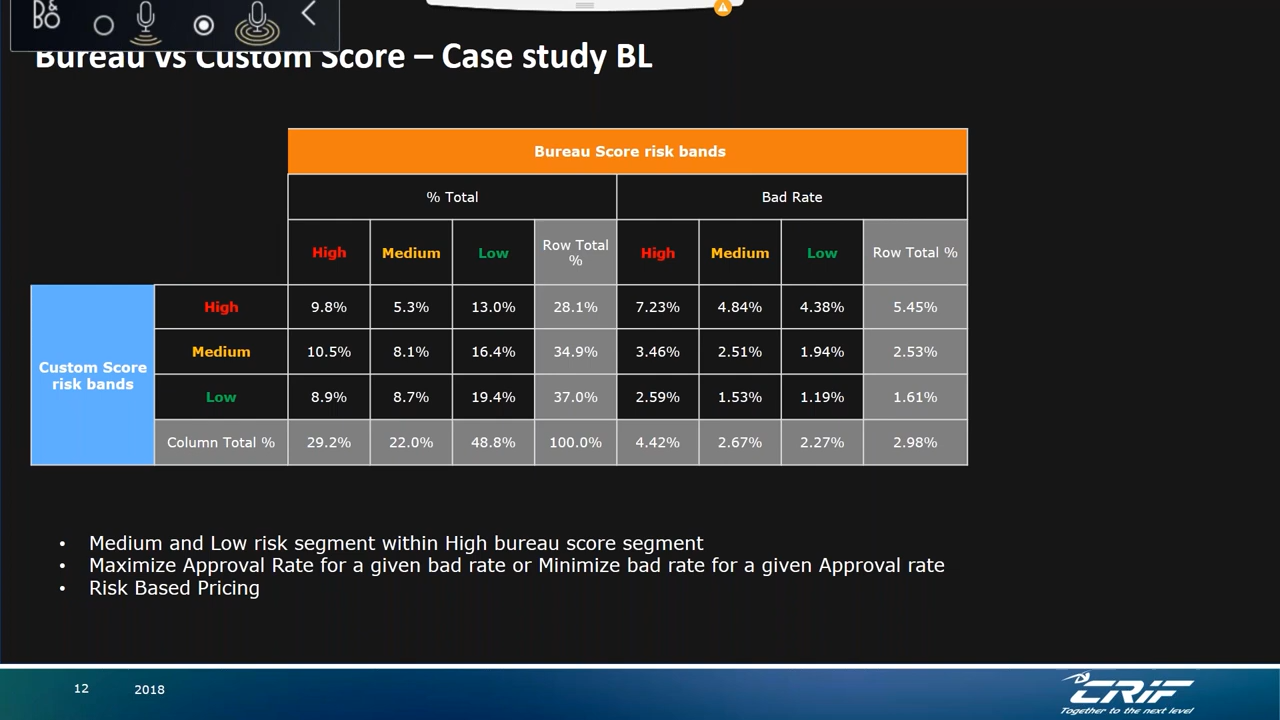 B&O
Bureau vs Custom Score – Case study BL
Bureau Score risk bands
% Total Bad Rate
High Medium Low Row Total % High Medium Low Row Total %
Custom Score risk bands
High 9.8% 5.3% 13.0% 28.1% 7.23% 4.84% 4.38% 5.45%
Medium 10.5% 8.1% 16.4% 34.9% 3.46% 2.51% 1.94% 2.53%
Low 8.9% 8.7% 19.4% 37.0% 2.59% 1.53% 1.19% 1.61%
Column Total % 29.2% 22.0% 48.8% 100.0% 4.42% 2.67% 2.27% 2.98%
• Medium and Low risk segment within High bureau score segment
• Maximize Approval Rate for a given bad rate or Minimize bad rate for a given Approval rate
• Risk Based Pricing
12 2018
CRIF
Together to the next level